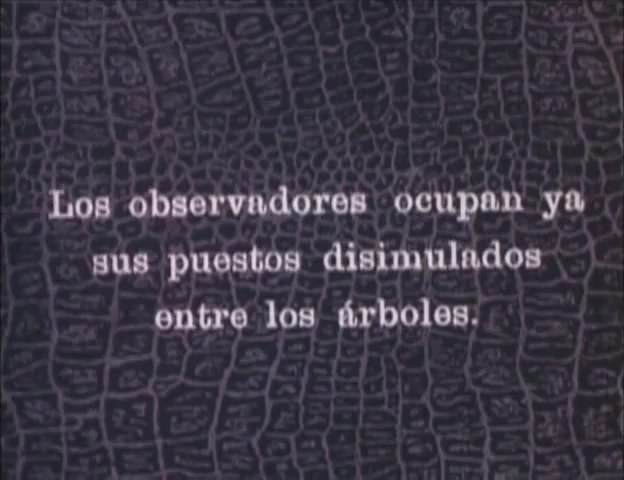 Los observadores ocupan ya
sus puestos disimulados
entre los árboles.